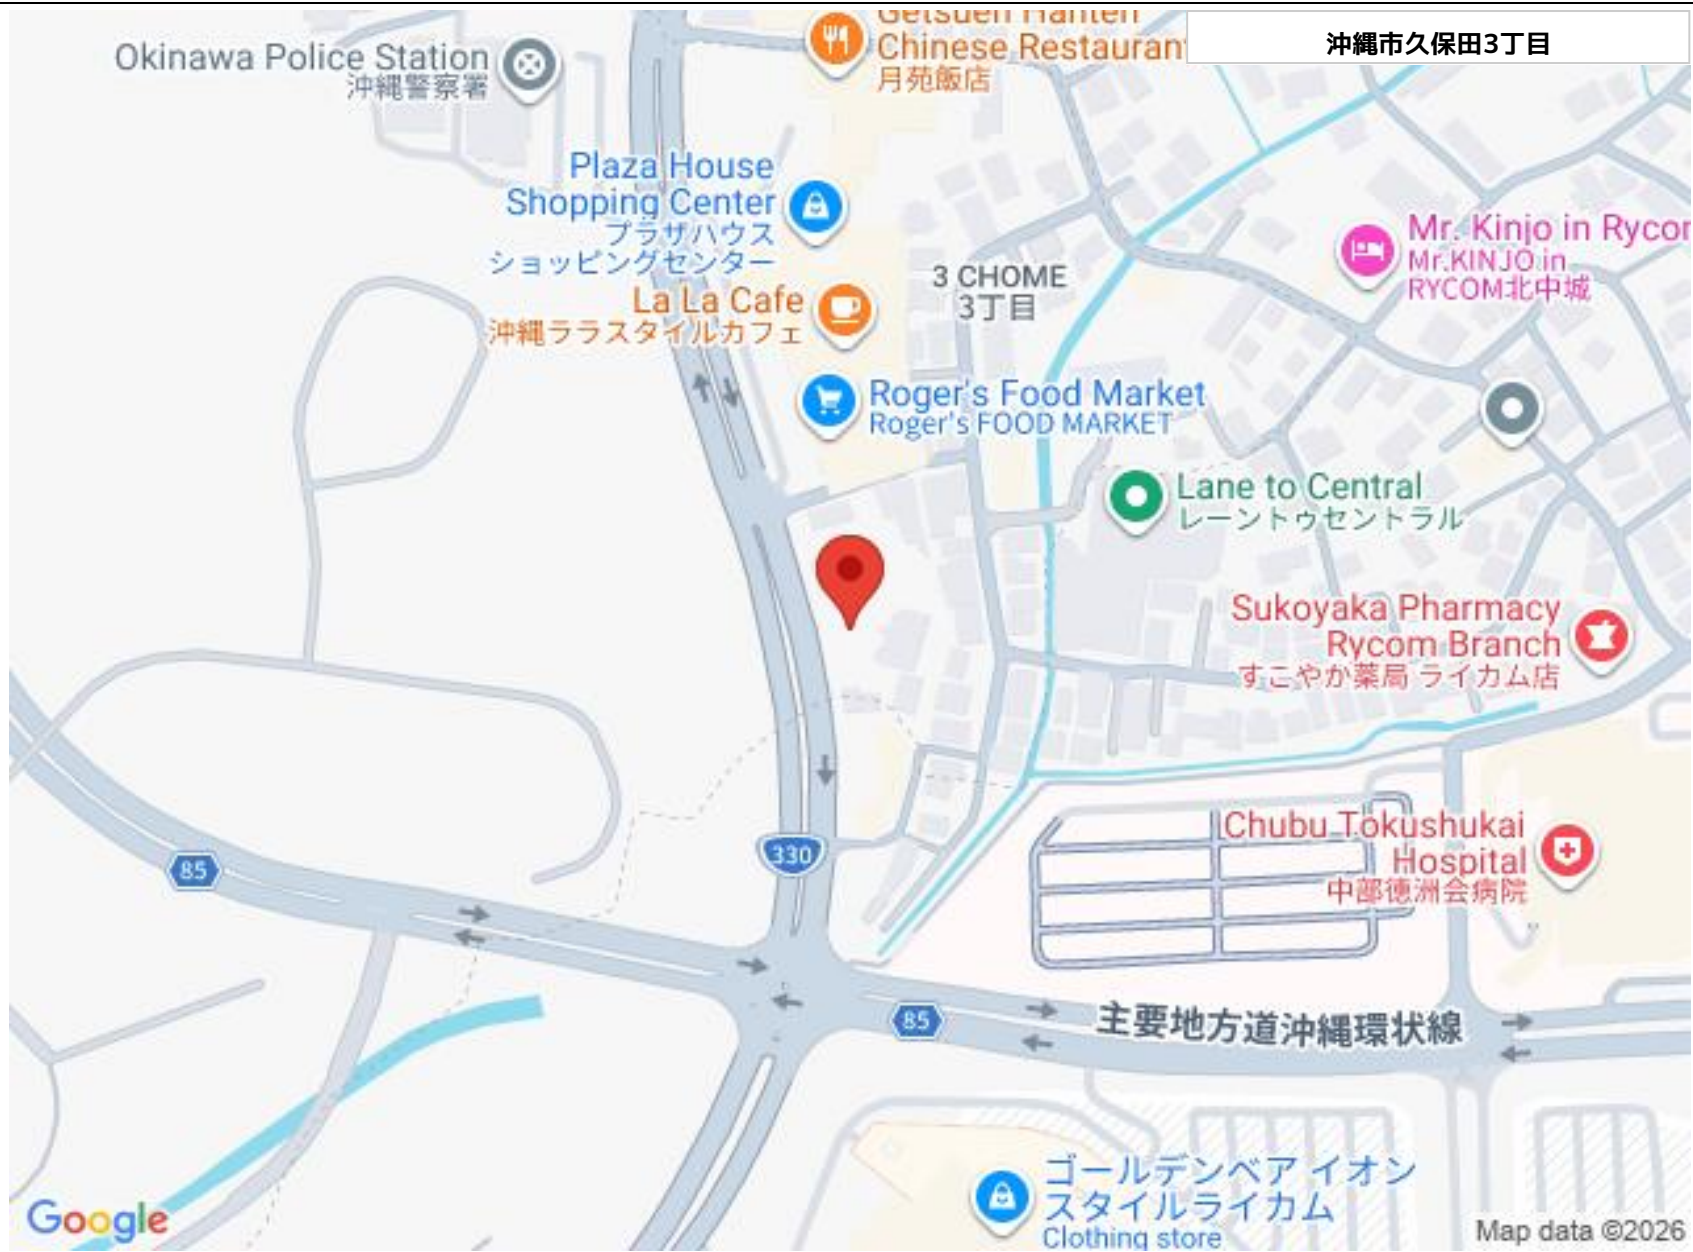 Getsuen Hanten
Chinese Restaurant
月苑飯店
沖縄市久保田3丁目
Okinawa Police Station
沖縄警察署
Plaza House
Shopping Center
プラザハウス
ショッピングセンター
Mr. Kinjo in Rycom
Mr.KINJO in
RYCOM北中城
3 CHOME
3丁目
La La Cafe
沖縄ララスタイルカフェ
Roger's Food Market
Roger's FOOD MARKET
Lane to Central
レーントゥセントラル
Sukoyaka Pharmacy
Rycom Branch
すこやか薬局 ライカム店
Chubu Tokushukai
Hospital
中部徳洲会病院
330
85
85
主要地方道沖縄環状線
ゴールデンベア イオン
スタイルライカム
Clothing store
Google
Map data ©2026